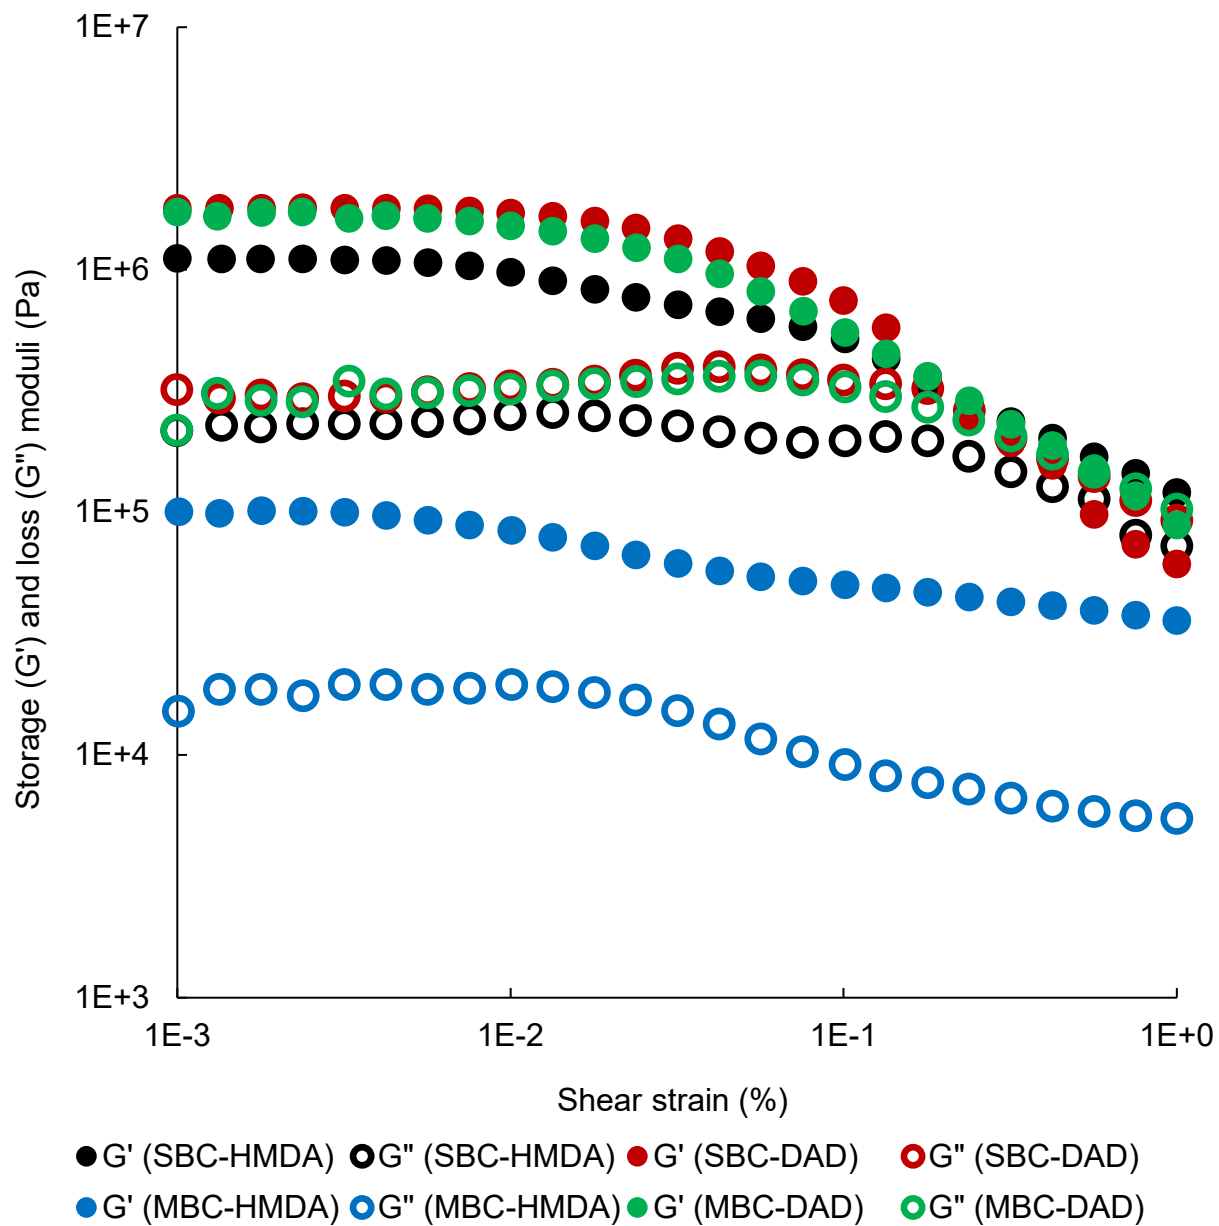 1E+7
1E+6
1E+5
1E+4
1E+3
Storage (G') and loss (G") moduli (Pa)
1E-3 1E-2 1E-1 1E+0
Shear strain (%)
G' (SBC-HMDA) G" (SBC-HMDA) G' (SBC-DAD) G" (SBC-DAD)
G' (MBC-HMDA) G" (MBC-HMDA) G' (MBC-DAD) G" (MBC-DAD)